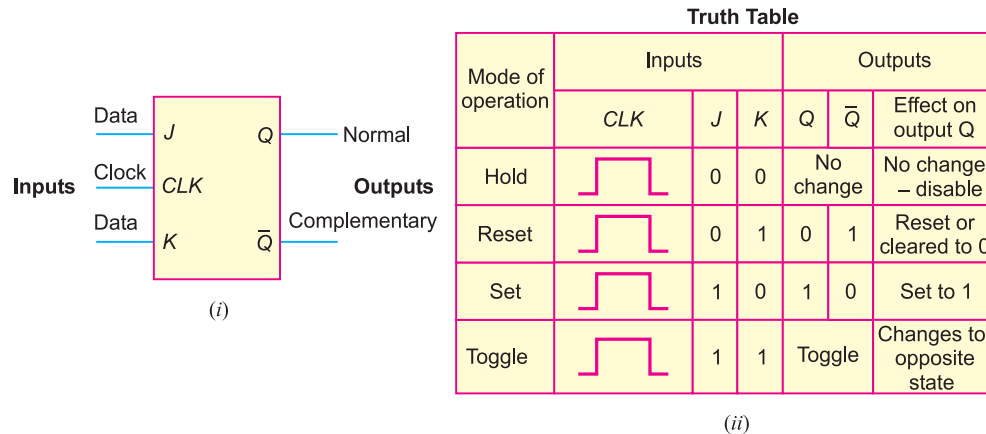 Truth Table
Data
J
Q
Normal
Clock
Inputs
CLK
Outputs
Data
K
Q̅
Complementary
(i)
Mode of
operation
Inputs
Outputs
CLK
J
K
Q
Q̅
Effect on
output Q
Hold
0
0
No
change
No change
– disable
Reset
0
1
0
1
Reset or
cleared to 0
Set
1
0
1
0
Set to 1
Toggle
1
1
Toggle
Changes to
opposite
state
(ii)